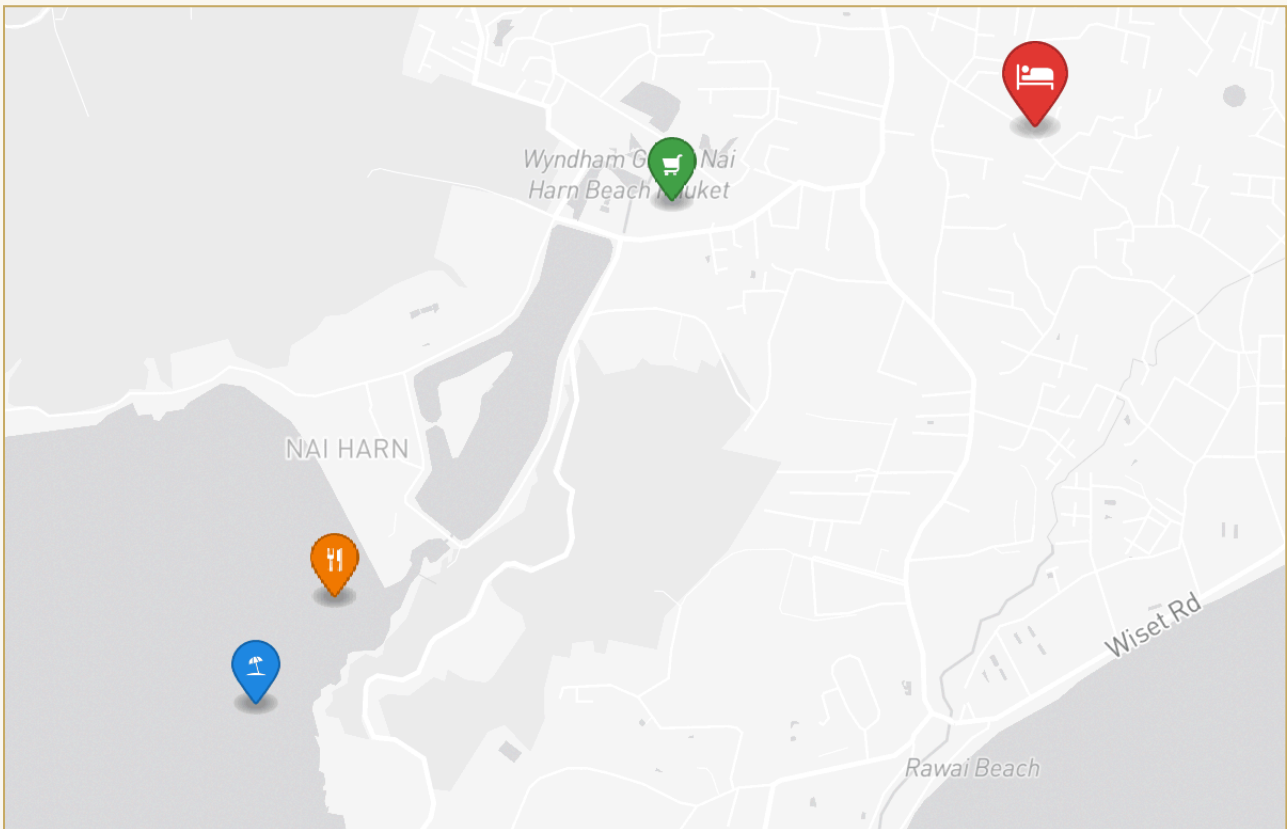 Wyndham G Nai
Harn Beach uket
NAI HARN
Wiset Rd
Rawai Beach